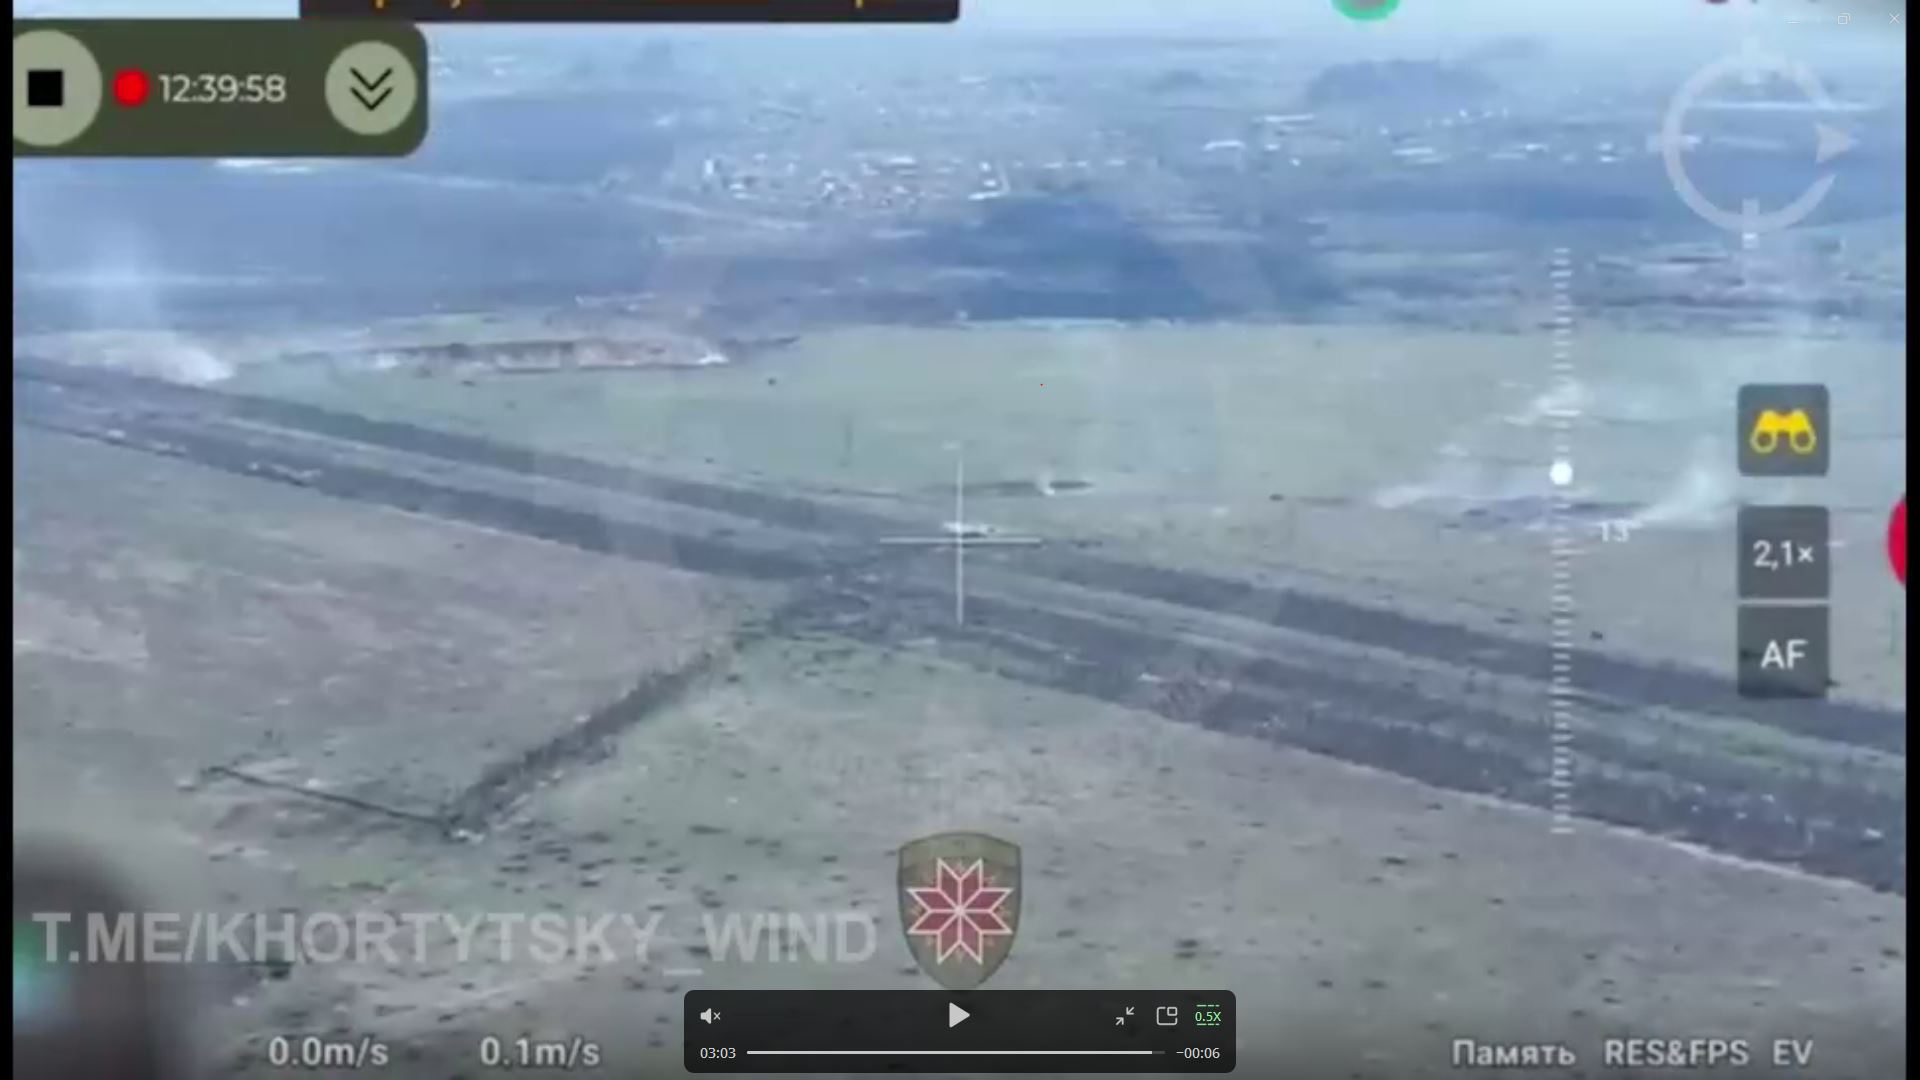 12:39:58
13
2,1×
AF
T.ME/KHORTYTSKY_WIND
0.5X
0.0m/s
0.1m/s
03:03
−00:06
Память
RES&FPS
EV